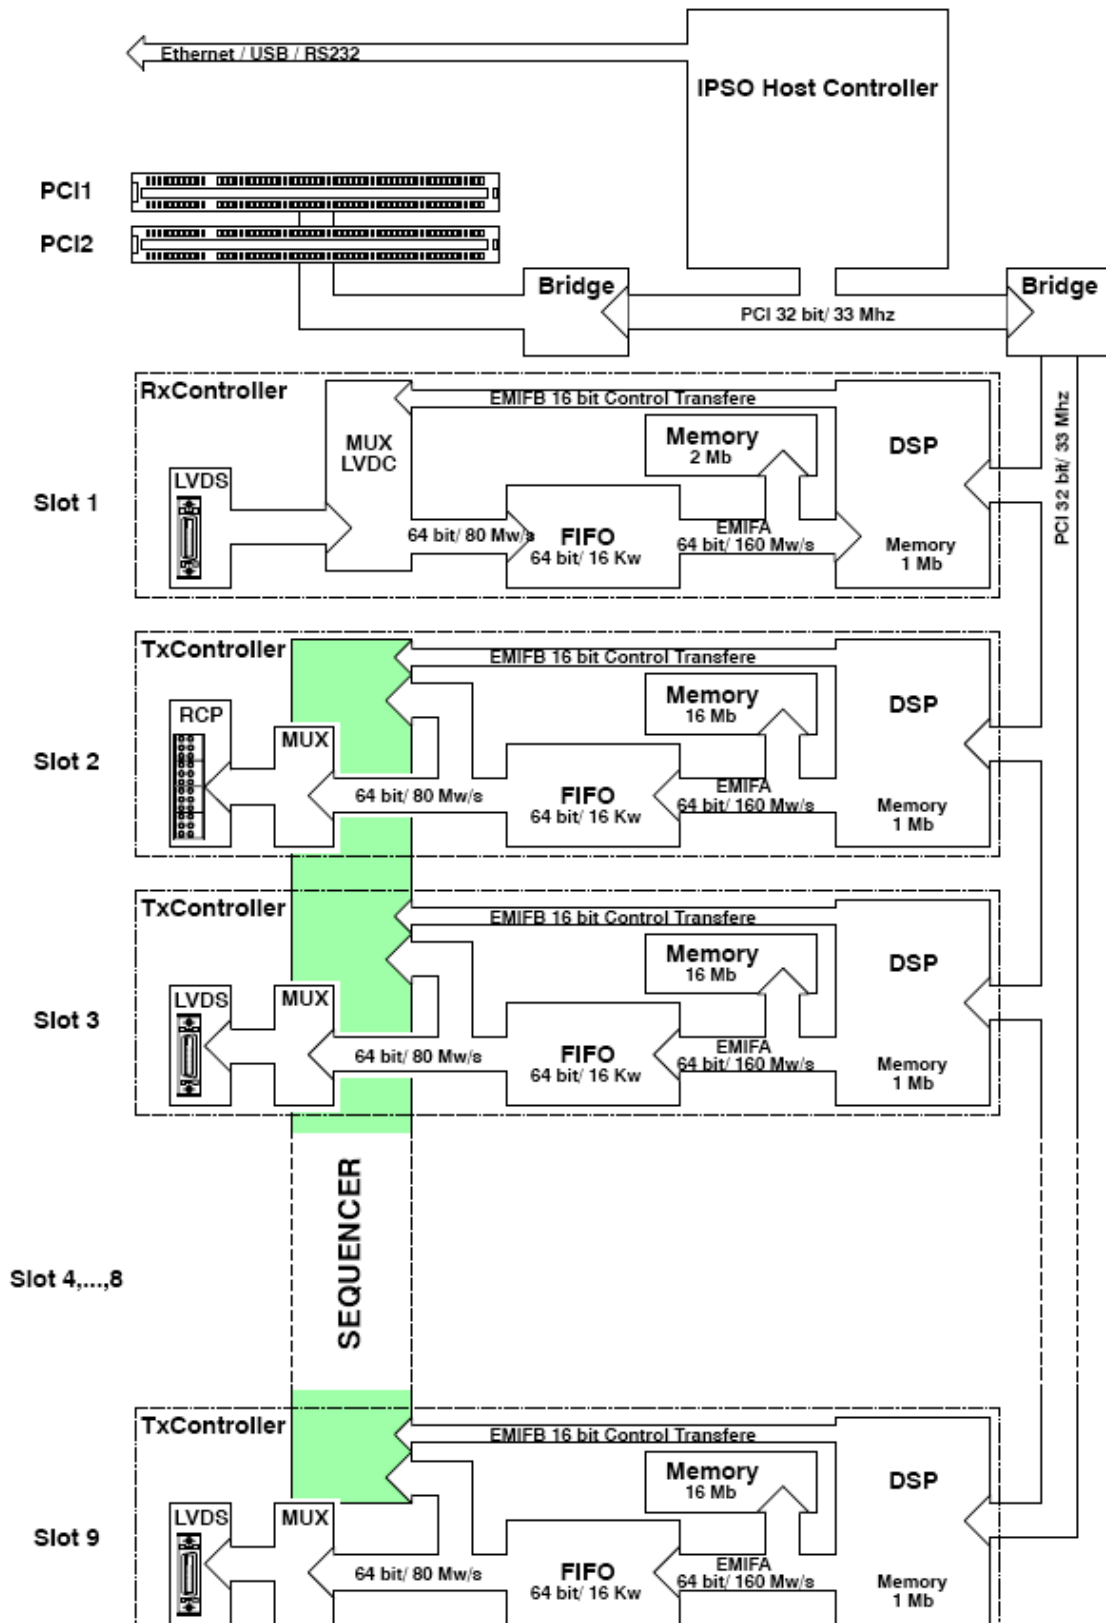 Ethernet / USB / RS232
IPSO Host Controller
PCI1
PCI2
Bridge
Bridge
PCI 32 bit/ 33 Mhz
PCI 32 bit/ 33 Mhz
Slot 1
RxController
EMIFB 16 bit Control Transfere
MUX
LVDC
Memory
2 Mb
DSP
LVDS
64 bit/ 80 Mw/s
FIFO
64 bit/ 16 Kw
EMIFA
64 bit/ 160 Mw/s
Memory
1 Mb
Slot 2
TxController
EMIFB 16 bit Control Transfere
Memory
16 Mb
DSP
RCP
MUX
64 bit/ 80 Mw/s
FIFO
64 bit/ 16 Kw
EMIFA
64 bit/ 160 Mw/s
Memory
1 Mb
Slot 3
TxController
EMIFB 16 bit Control Transfere
Memory
16 Mb
DSP
LVDS
MUX
64 bit/ 80 Mw/s
FIFO
64 bit/ 16 Kw
EMIFA
64 bit/ 160 Mw/s
Memory
1 Mb
SEQUENCER
Slot 4,...,8
Slot 9
TxController
EMIFB 16 bit Control Transfere
Memory
16 Mb
DSP
LVDS
MUX
64 bit/ 80 Mw/s
FIFO
64 bit/ 16 Kw
EMIFA
64 bit/ 160 Mw/s
Memory
1 Mb